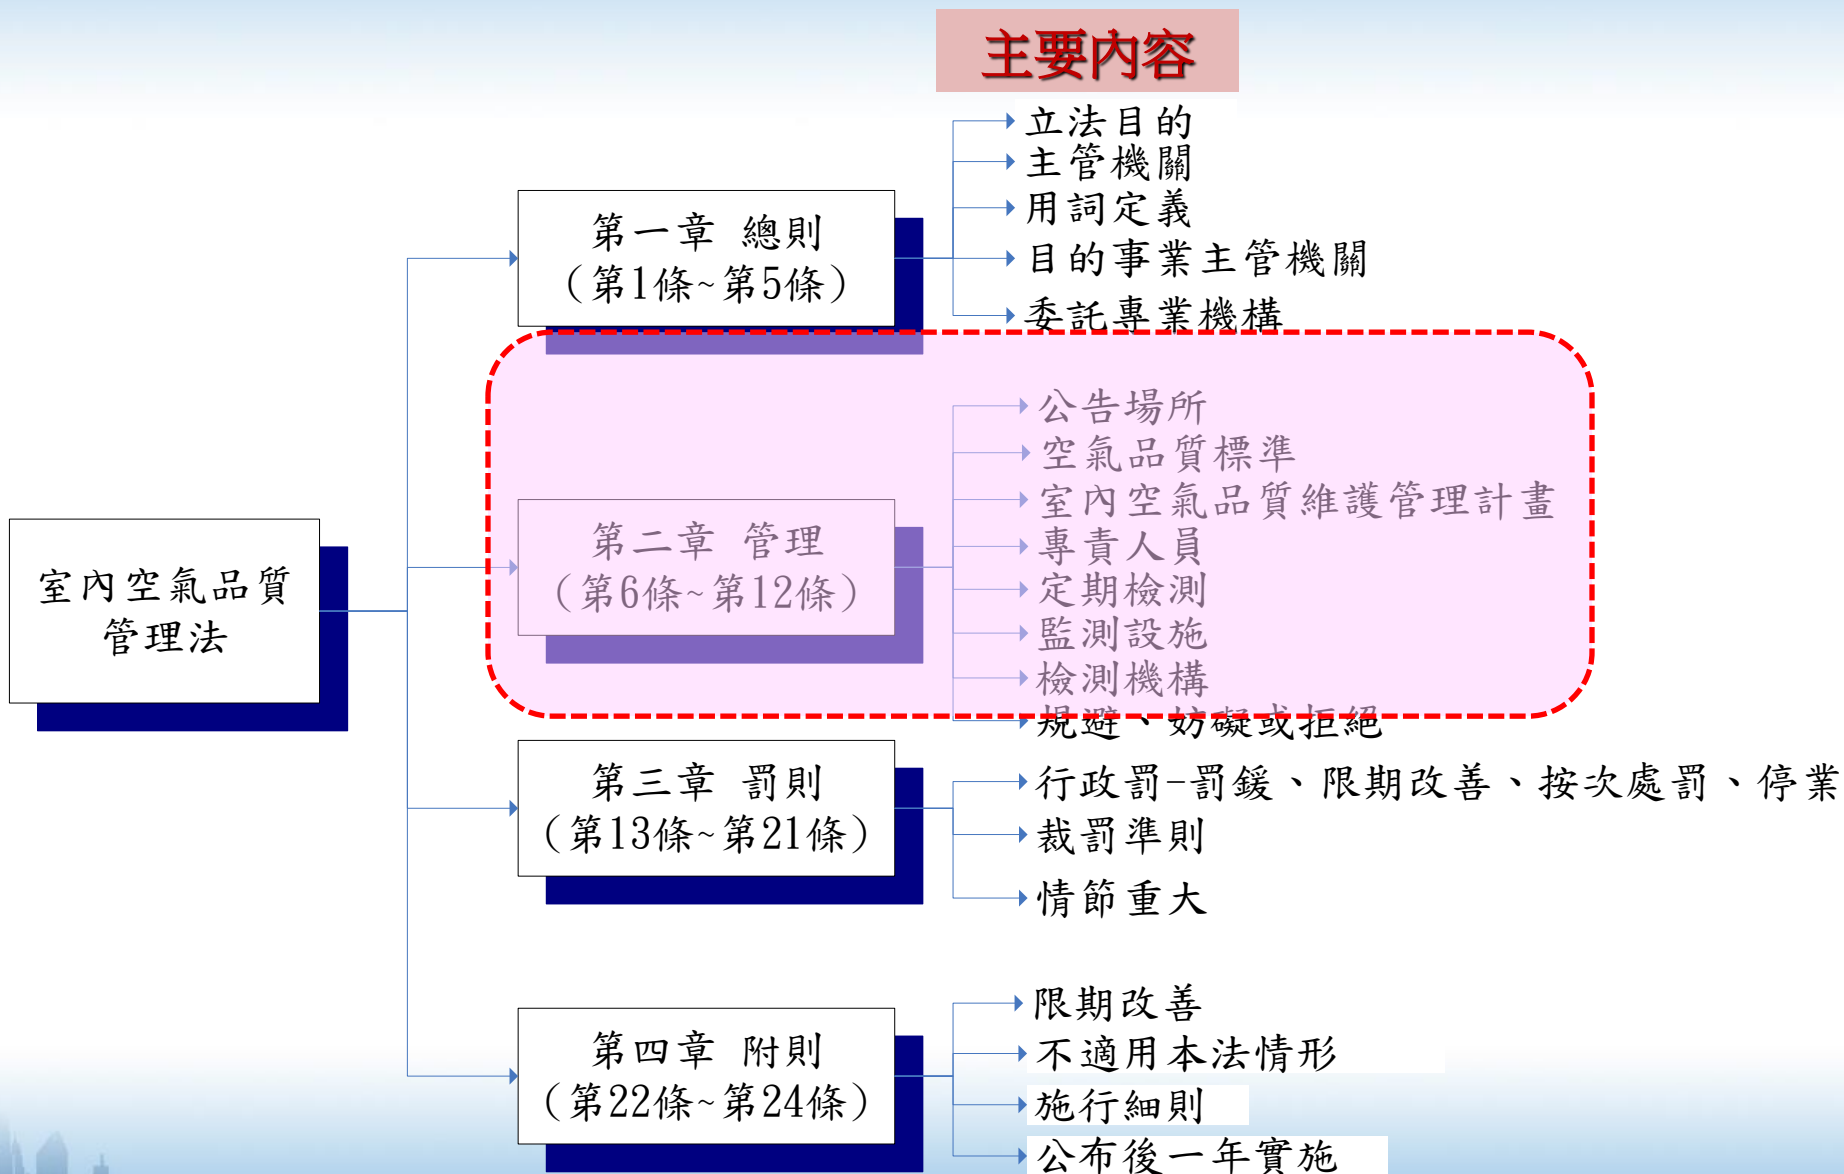 主要內容
室內空氣品質
管理法
第一章 總則
（第1條~第5條）
立法目的
主管機關
用詞定義
目的事業主管機關
委託專業機構
第二章 管理
（第6條~第12條）
公告場所
空氣品質標準
室內空氣品質維護管理計畫
專責人員
定期檢測
監測設施
檢測機構
規避、妨礙或拒絕
第三章 罰則
（第13條~第21條）
行政罰-罰鍰、限期改善、按次處罰、停業
裁罰準則
情節重大
第四章 附則
（第22條~第24條）
限期改善
不適用本法情形
施行細則
公布後一年實施